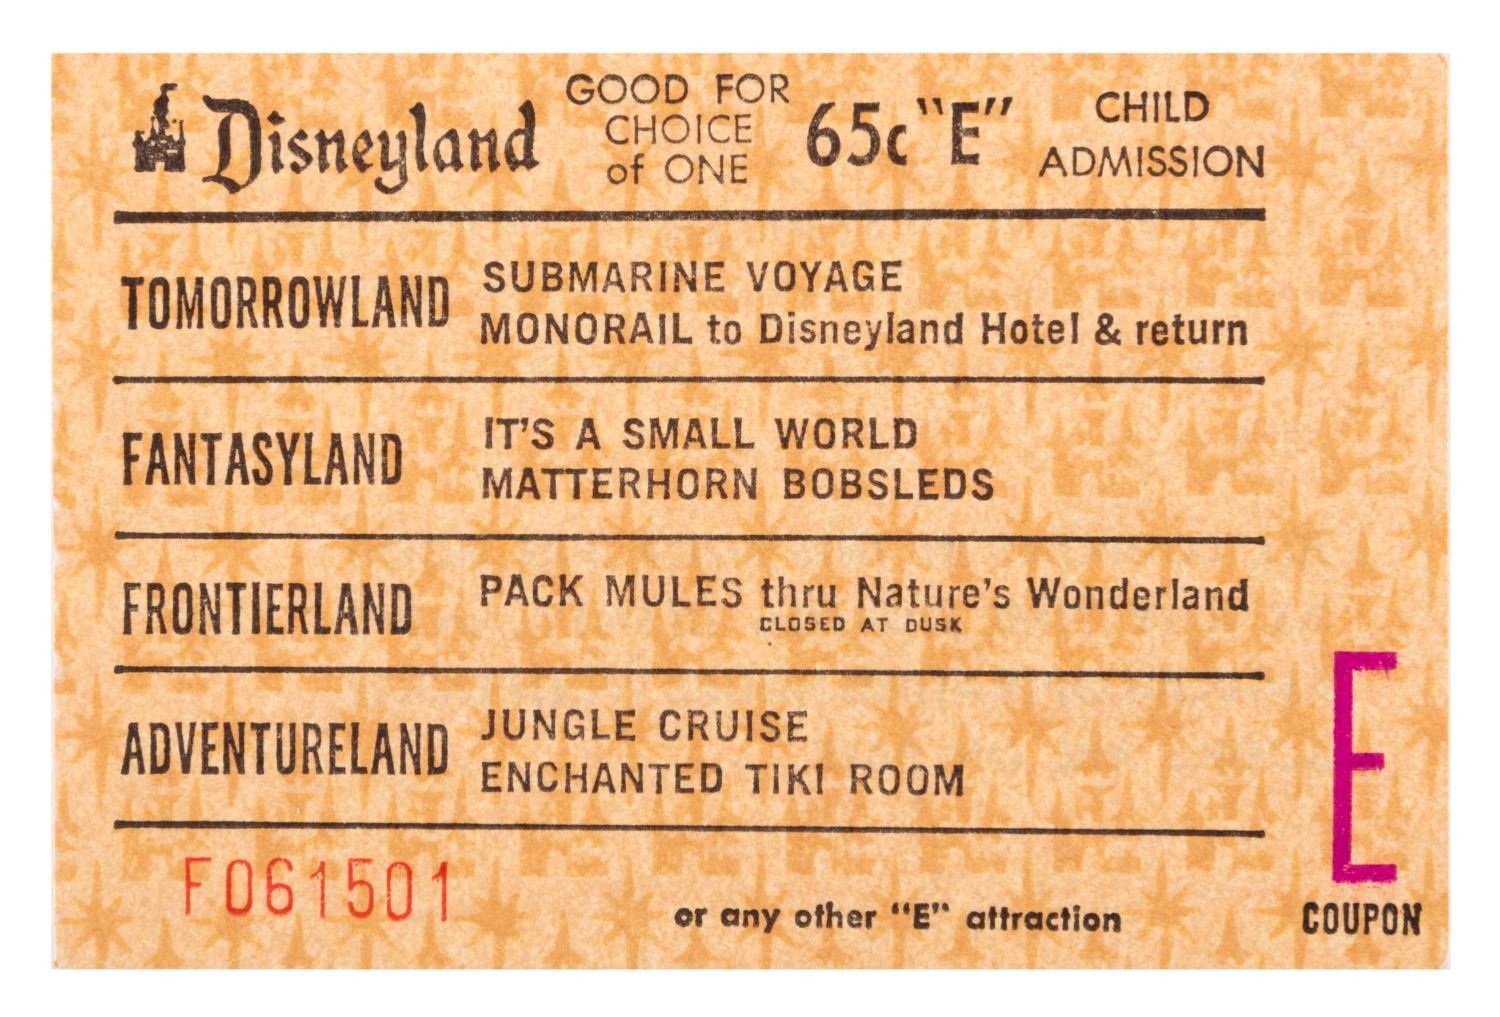 Disneyland GOOD FOR CHOICE of ONE 65c "E" CHILD ADMISSION
TOMORROWLAND
SUBMARINE VOYAGE
MONORAIL to Disneyland Hotel & return
FANTASYLAND
IT'S A SMALL WORLD
MATTERHORN BOBSLEDS
FRONTIERLAND
PACK MULES thru Nature's Wonderland
CLOSED AT DUSK
ADVENTURELAND
JUNGLE CRUISE
ENCHANTED TIKI ROOM
F061501
or any other "E" attraction
E
COUPON